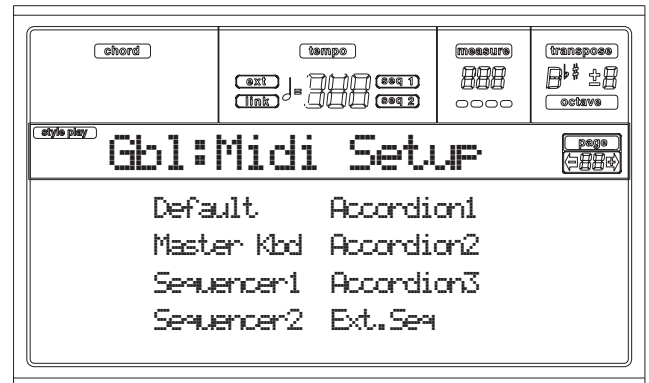 chord tempo measure transpose
ext seq 1
link seq 2
octave
style play page
Gbl:Midi Setup
Default Accordion1
Master Kbd Accordion2
Sequencer1 Accordion3
Sequencer2 Ext.Seq